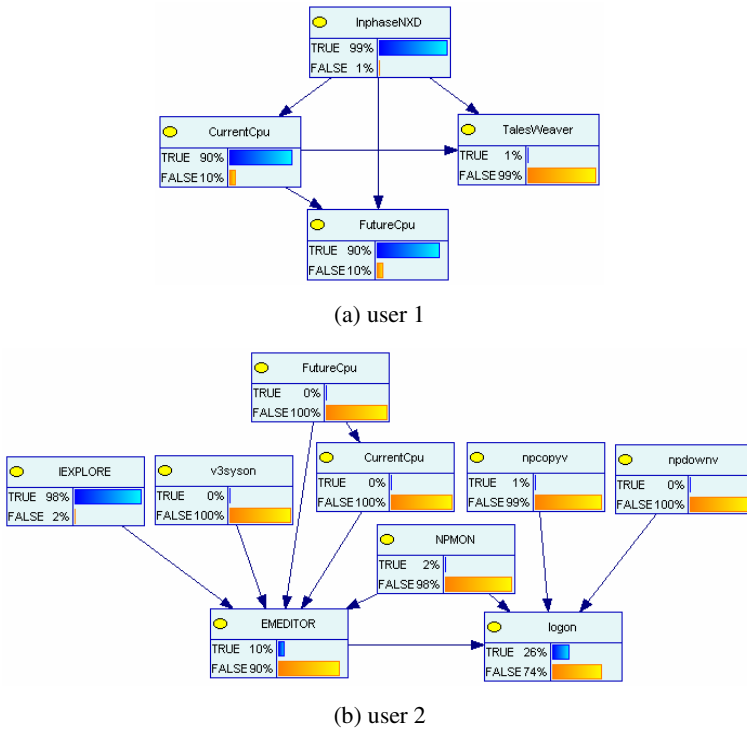 InphaseNXD
TRUE 99%
FALSE 1%
CurrentCpu
TRUE 90%
FALSE 10%
TalesWeaver
TRUE 1%
FALSE 99%
FutureCpu
TRUE 90%
FALSE 10%
(a) user 1
FutureCpu
TRUE 0%
FALSE 100%
IEXPLORE
TRUE 98%
FALSE 2%
v3syson
TRUE 0%
FALSE 100%
CurrentCpu
TRUE 0%
FALSE 100%
npcopyv
TRUE 1%
FALSE 99%
npdownv
TRUE 0%
FALSE 100%
NPMON
TRUE 2%
FALSE 98%
EMEDITOR
TRUE 10%
FALSE 90%
logon
TRUE 26%
FALSE 74%
(b) user 2